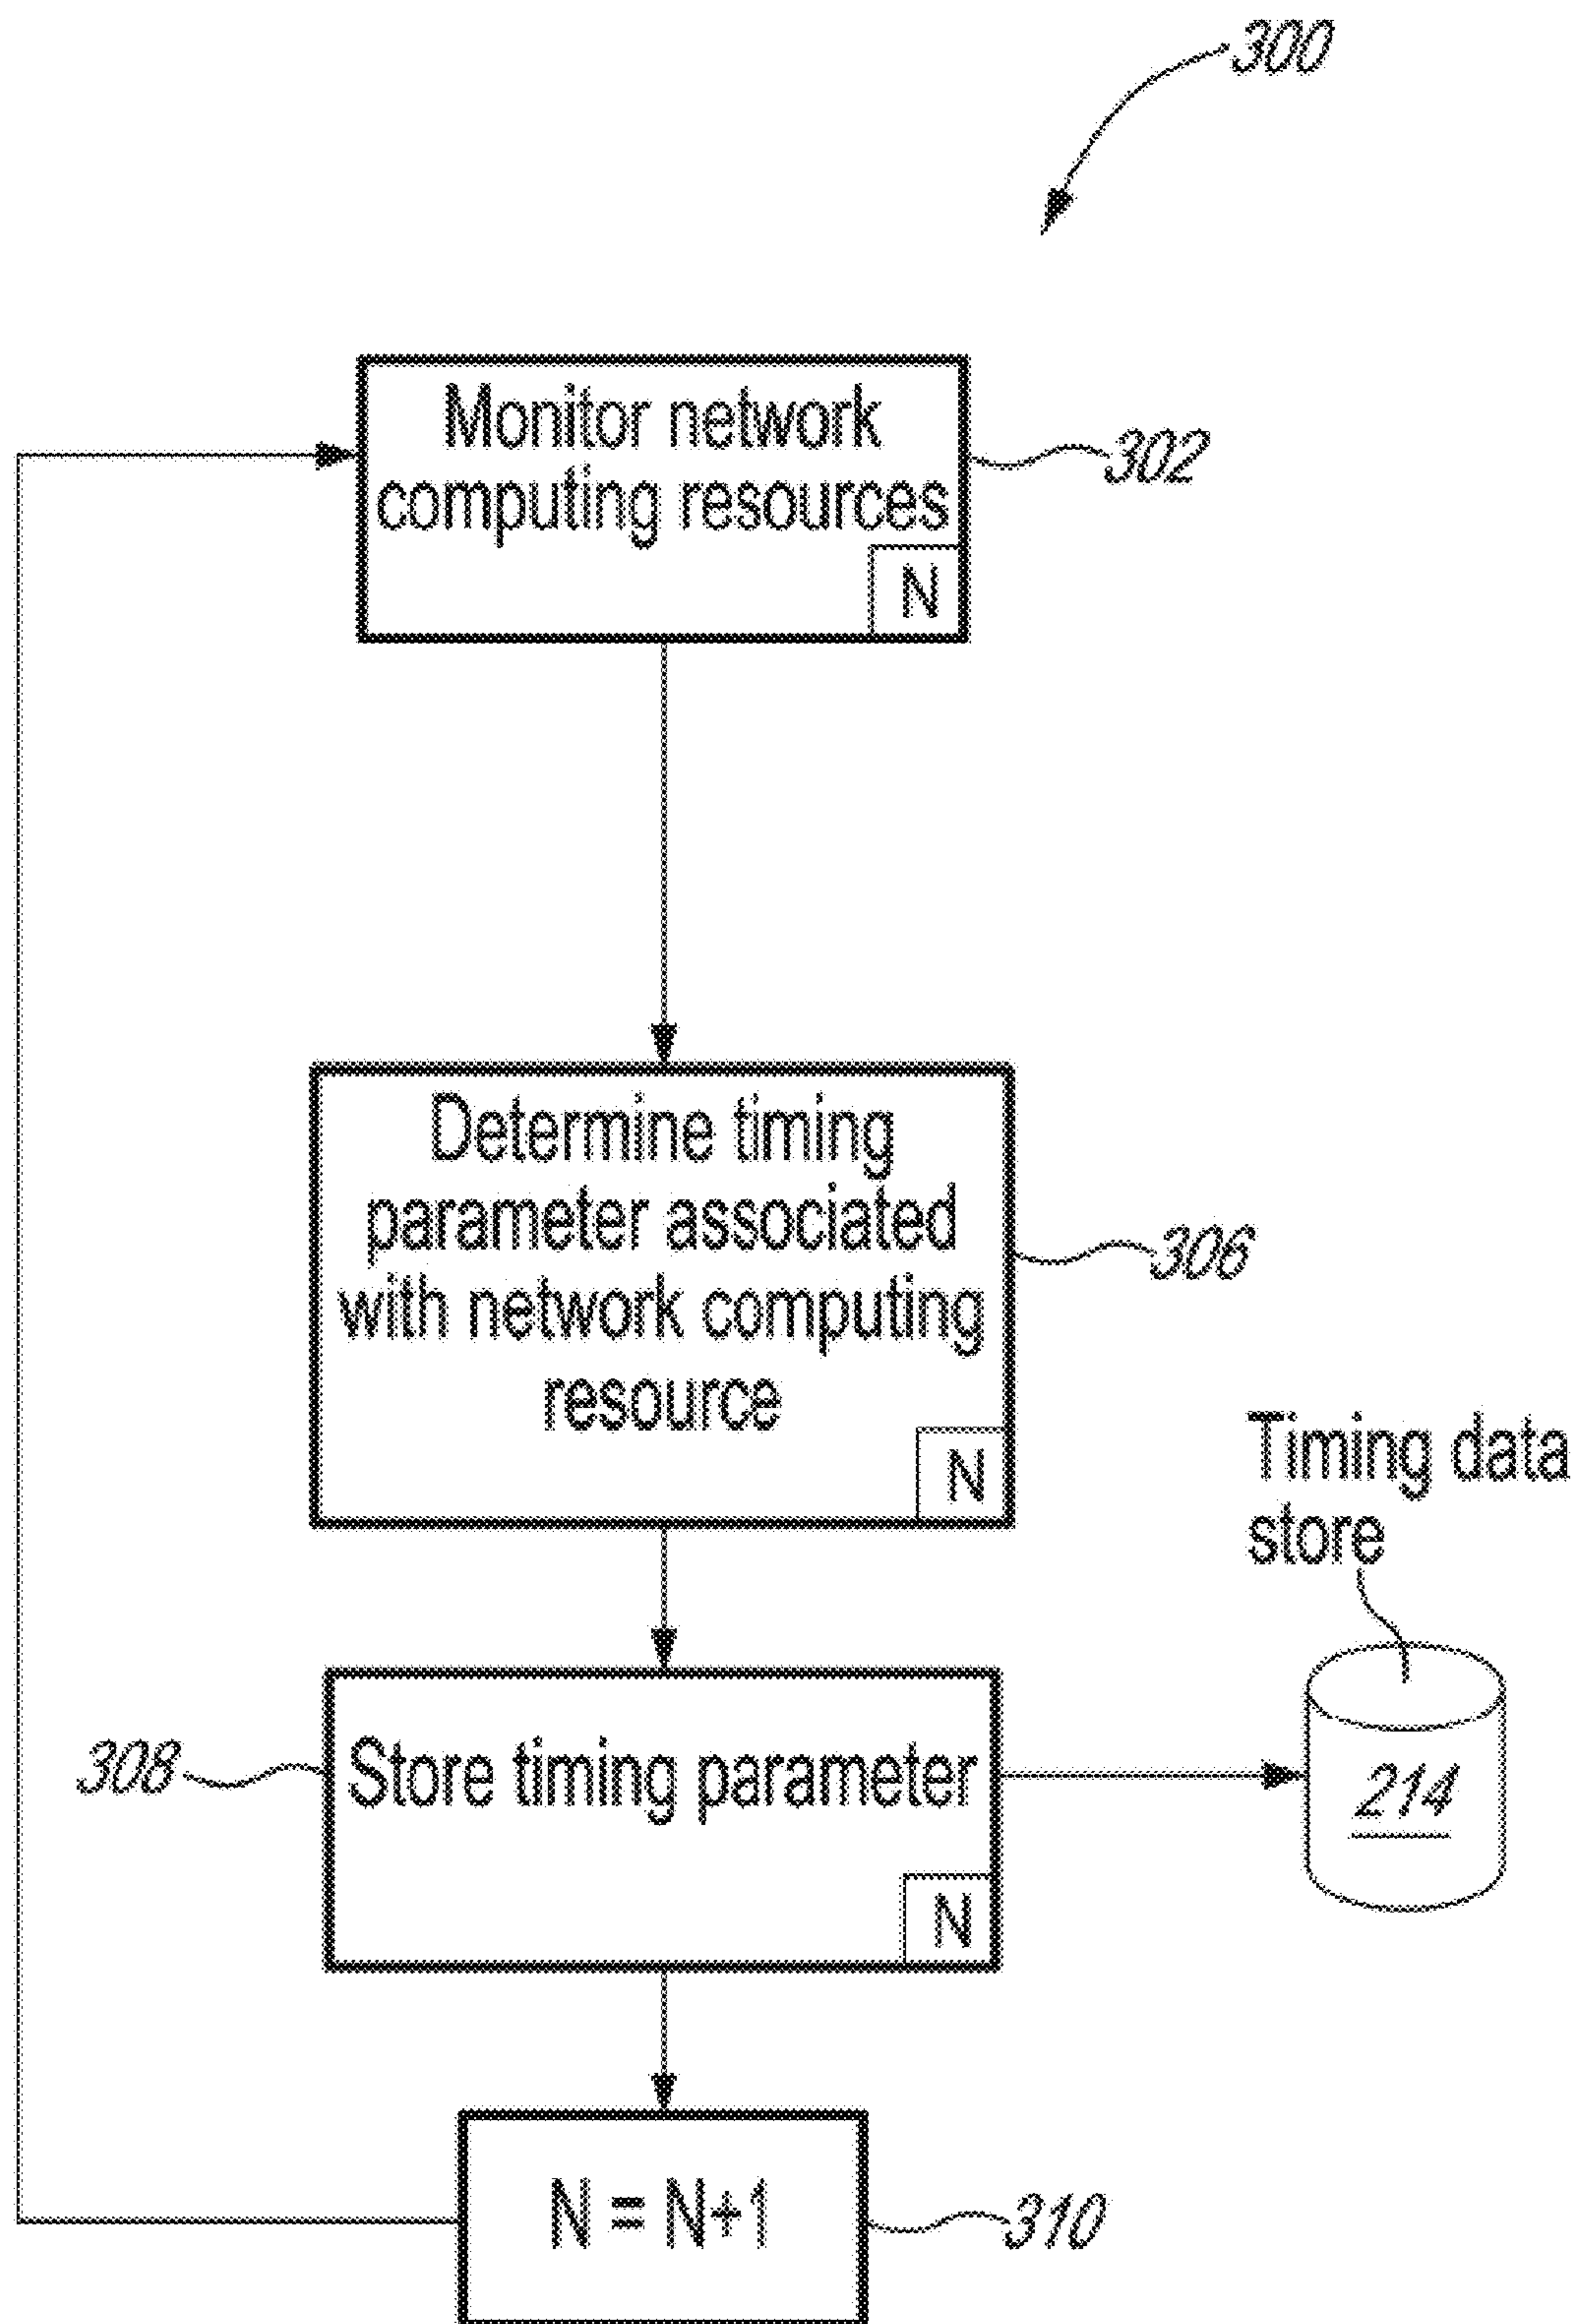 300
Monitor network
computing resources
N
302
Determine timing
parameter associated
with network computing
resource
N
306
Timing data
store
214
308
Store timing parameter
N
N = N+1
310